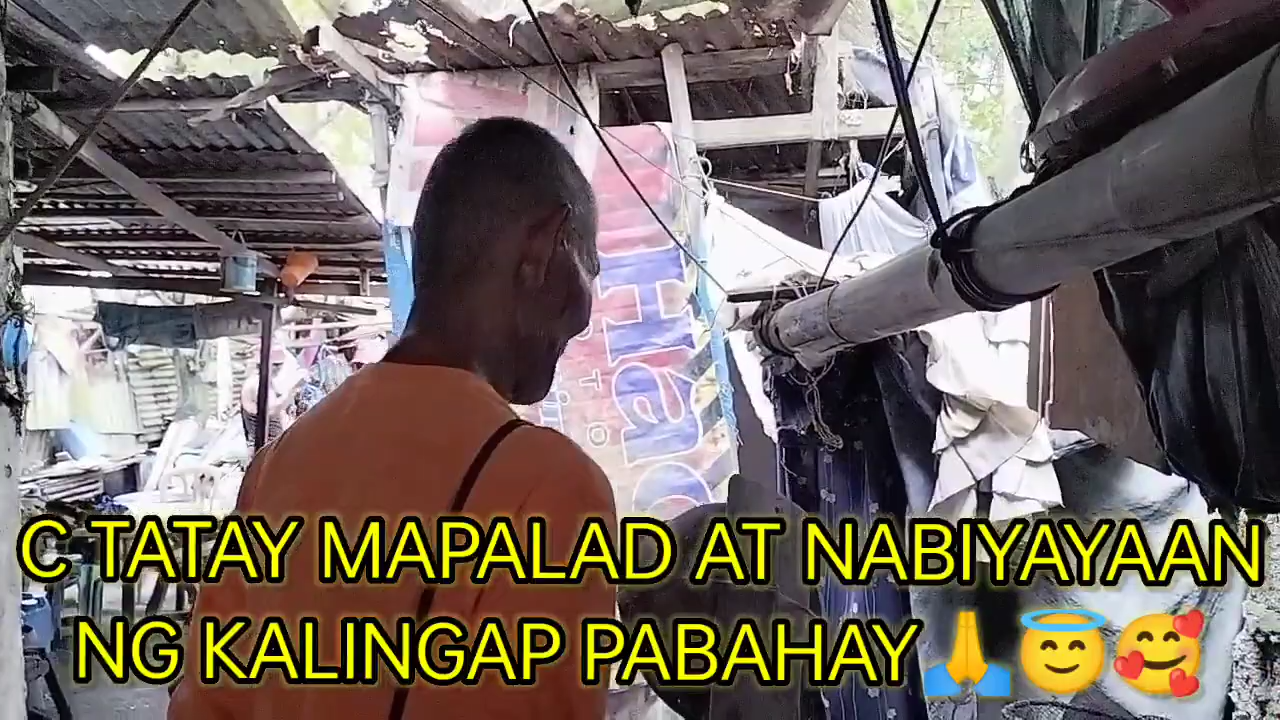 C TATAY MAPALAD AT NABIYAYAAN
NG KALINGAP PABAHAY🙏😇🥰